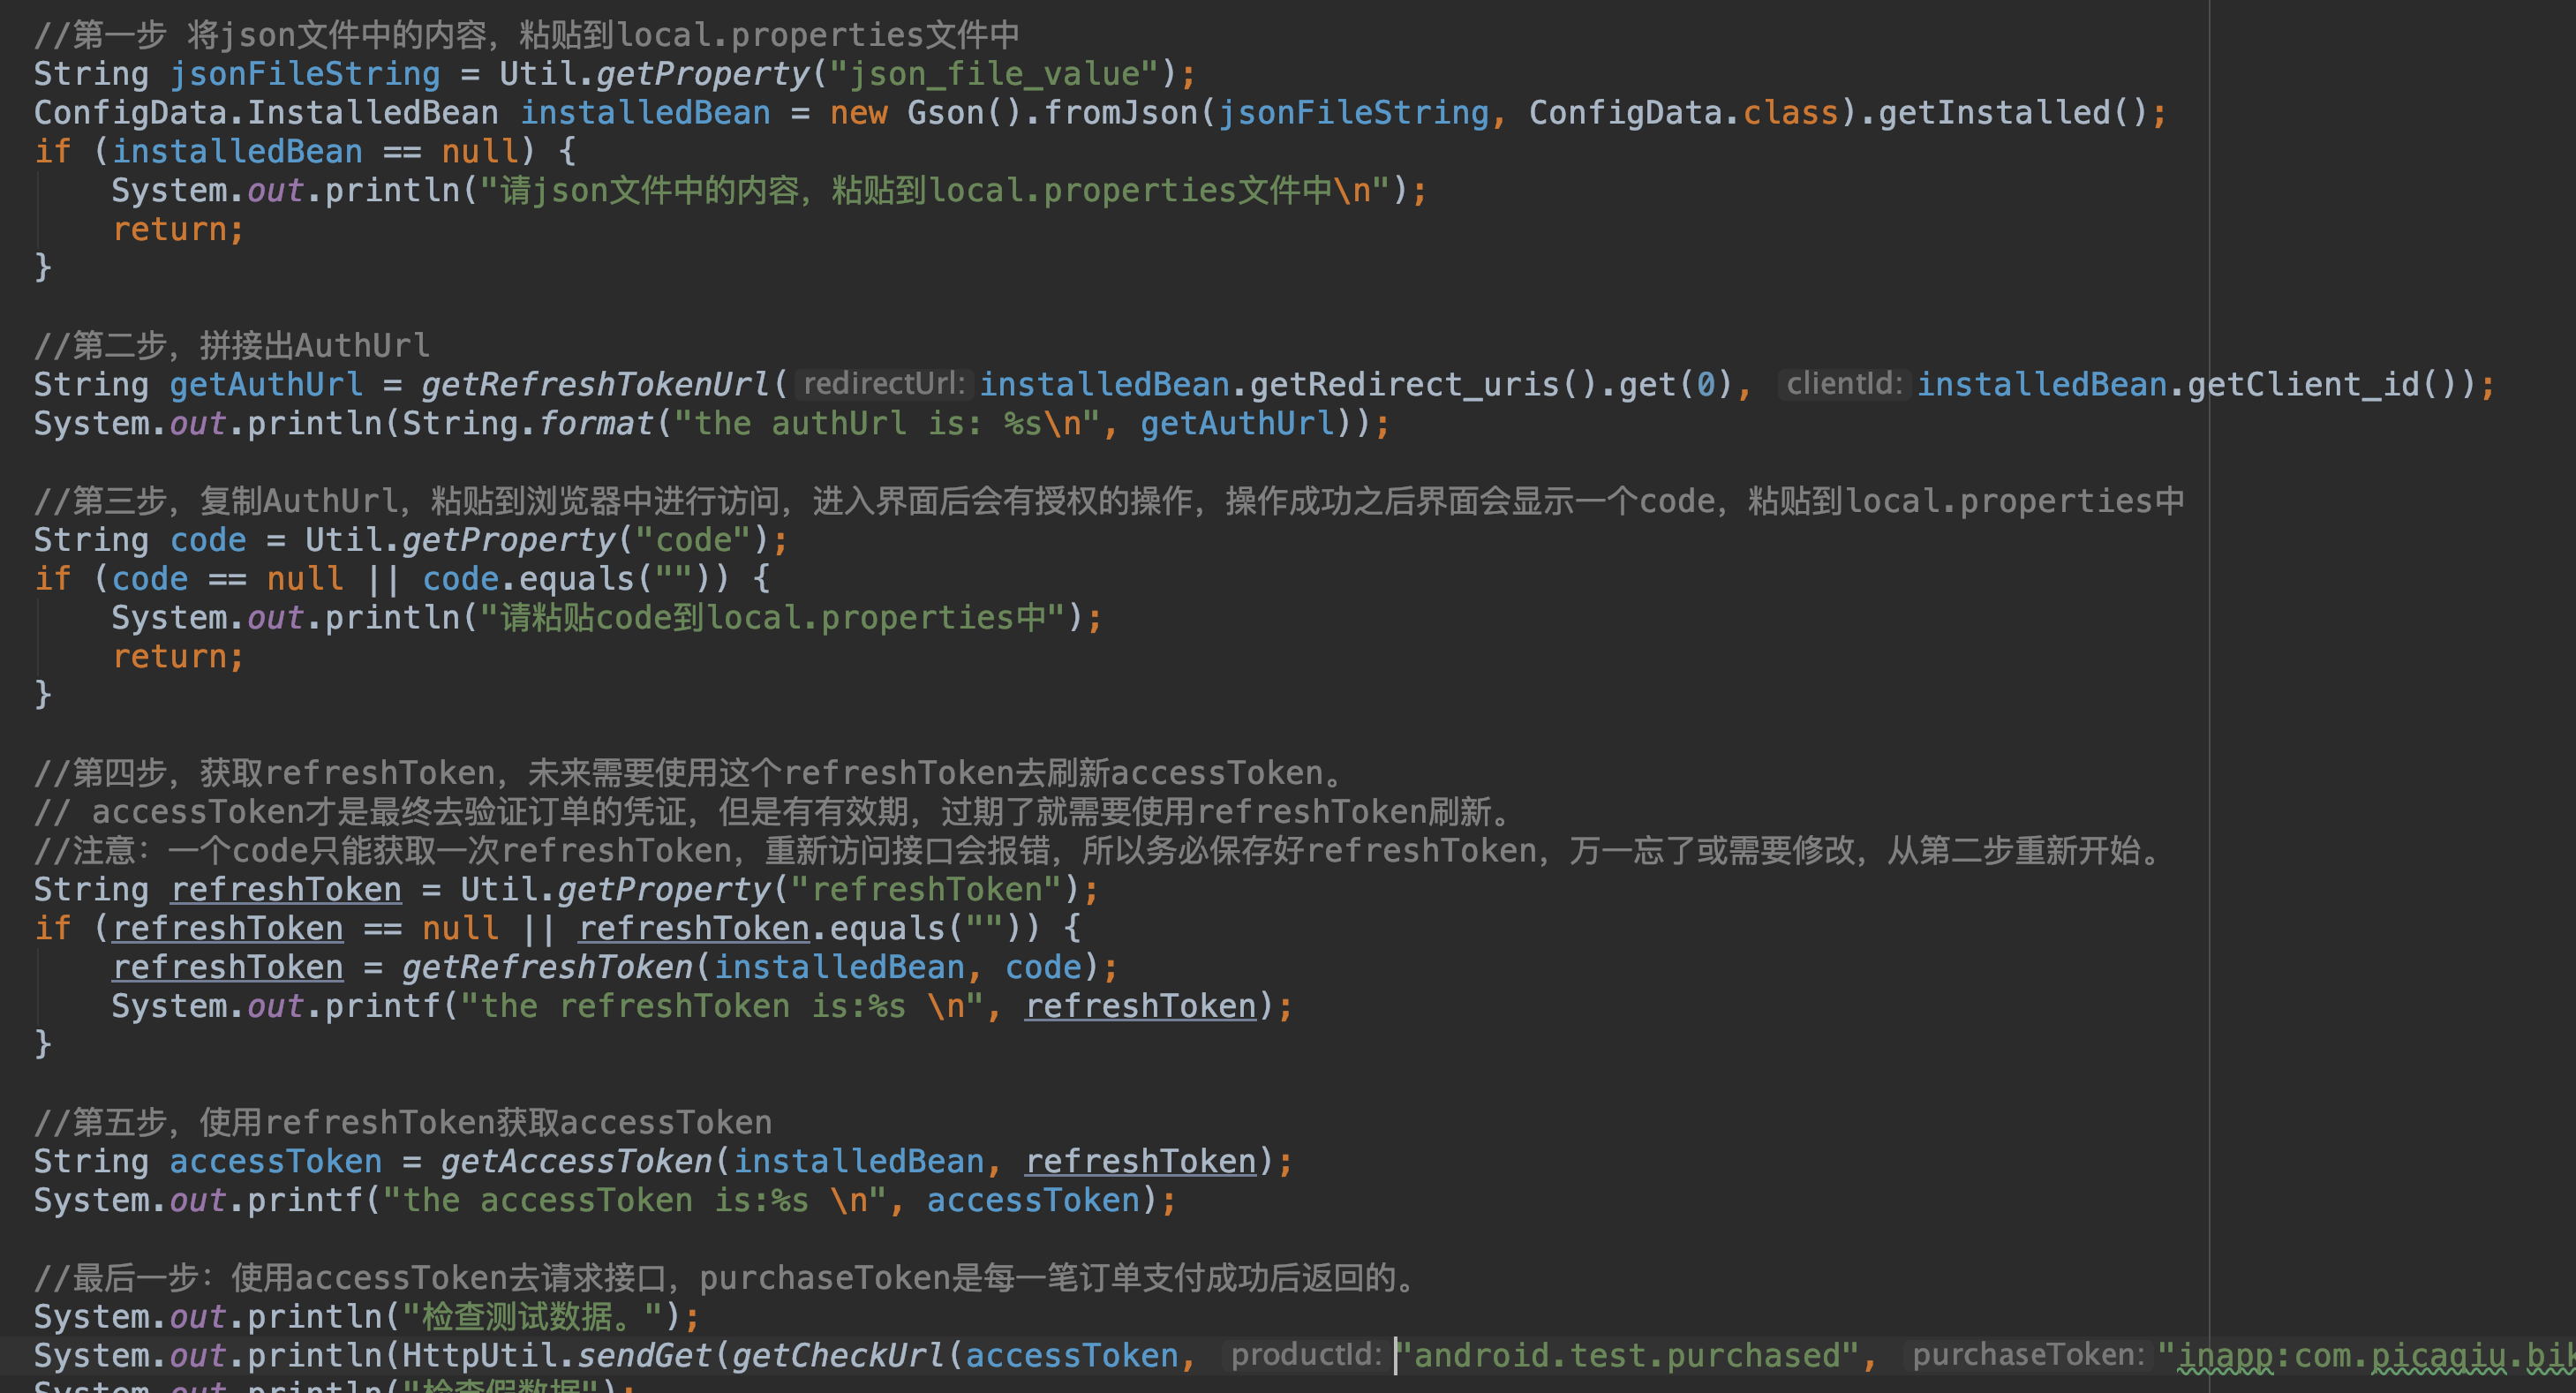 //第一步 将json文件中的内容，粘贴到local.properties文件中
String jsonFileString = Util.getProperty("json_file_value");
ConfigData.InstalledBean installedBean = new Gson().fromJson(jsonFileString, ConfigData.class).getInstalled();
if (installedBean == null) {
    System.out.println("请json文件中的内容，粘贴到local.properties文件中\n");
    return;
}
//第二步，拼接出AuthUrl
String getAuthUrl = getRefreshTokenUrl( redirectUrl: installedBean.getRedirect_uris().get(0), clientId: installedBean.getClient_id());
System.out.println(String.format("the authUrl is: %s\n", getAuthUrl));
//第三步，复制AuthUrl，粘贴到浏览器中进行访问，进入界面后会有授权的操作，操作成功之后界面会显示一个code，粘贴到local.properties中
String code = Util.getProperty("code");
if (code == null || code.equals("")) {
    System.out.println("请粘贴code到local.properties中");
    return;
}
//第四步，获取refreshToken，未来需要使用这个refreshToken去刷新accessToken。
// accessToken才是最终去验证订单的凭证，但是有有效期，过期了就需要使用refreshToken刷新。
//注意：一个code只能获取一次refreshToken，重新访问接口会报错，所以务必保存好refreshToken，万一忘了或需要修改，从第二步重新开始。
String refreshToken = Util.getProperty("refreshToken");
if (refreshToken == null || refreshToken.equals("")) {
    refreshToken = getRefreshToken(installedBean, code);
    System.out.printf("the refreshToken is:%s \n", refreshToken);
}
//第五步，使用refreshToken获取accessToken
String accessToken = getAccessToken(installedBean, refreshToken);
System.out.printf("the accessToken is:%s \n", accessToken);
//最后一步：使用accessToken去请求接口，purchaseToken是每一笔订单支付成功后返回的。
System.out.println("检查测试数据。");
System.out.println(HttpUtil.sendGet(getCheckUrl(accessToken, productId: "android.test.purchased", purchaseToken: "inapp:com.picaqiu.bik
System.out.println("检查假数据");